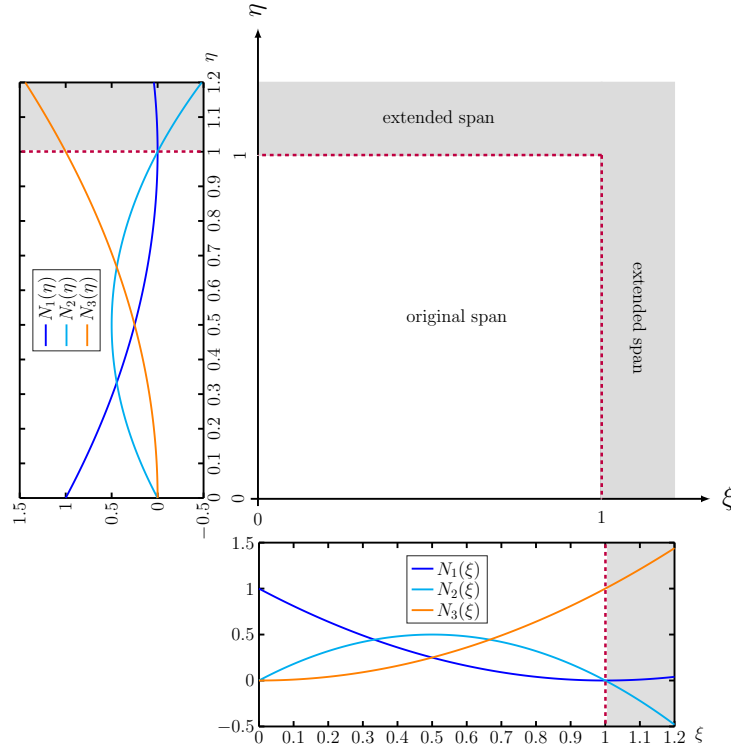 η
extended span
1
original span
extended span
0
0
1
ξ
η
0
0.1
0.2
0.3
0.4
0.5
0.6
0.7
0.8
0.9
1
1.1
1.2
1.5
1
0.5
0
−0.5
N₁(η)
N₂(η)
N₃(η)
1.5
1
0.5
0
−0.5
N₁(ξ)
N₂(ξ)
N₃(ξ)
0 0.1 0.2 0.3 0.4 0.5 0.6 0.7 0.8 0.9 1 1.1 1.2 ξ